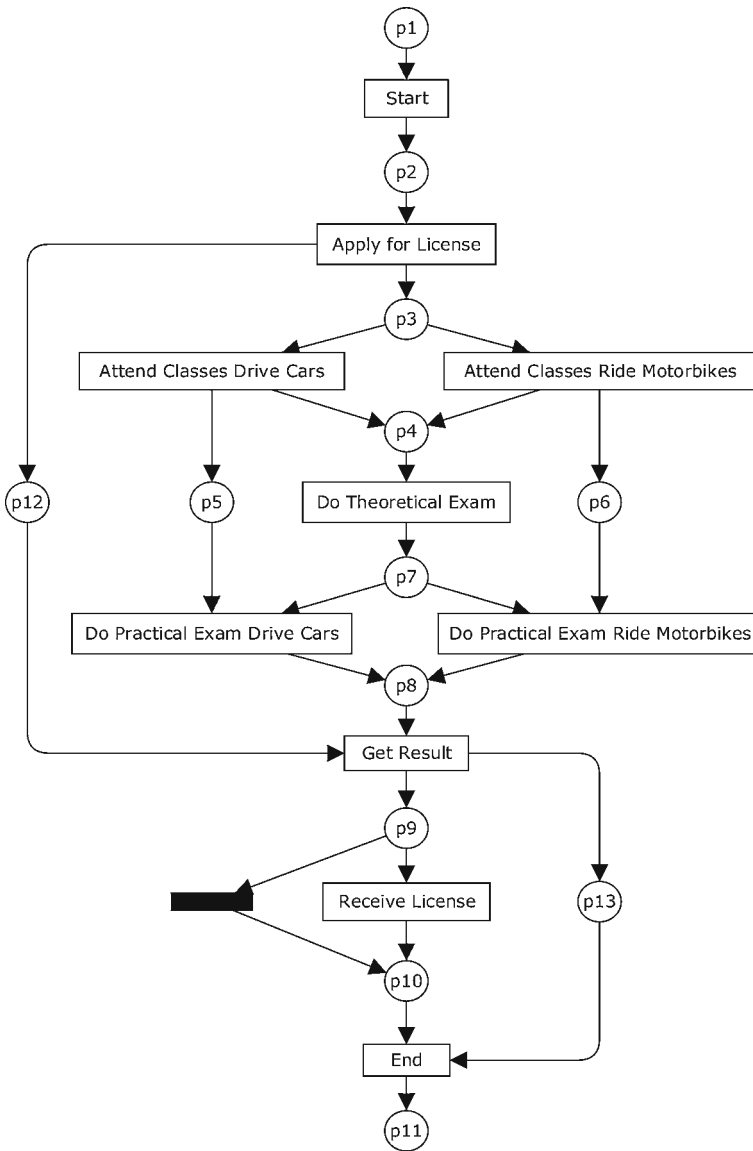 p1
Start
p2
Apply for License
p3
Attend Classes Drive Cars
Attend Classes Ride Motorbikes
p4
p12
p5
Do Theoretical Exam
p6
p7
Do Practical Exam Drive Cars
Do Practical Exam Ride Motorbikes
p8
Get Result
p9
Receive License
p13
p10
End
p11